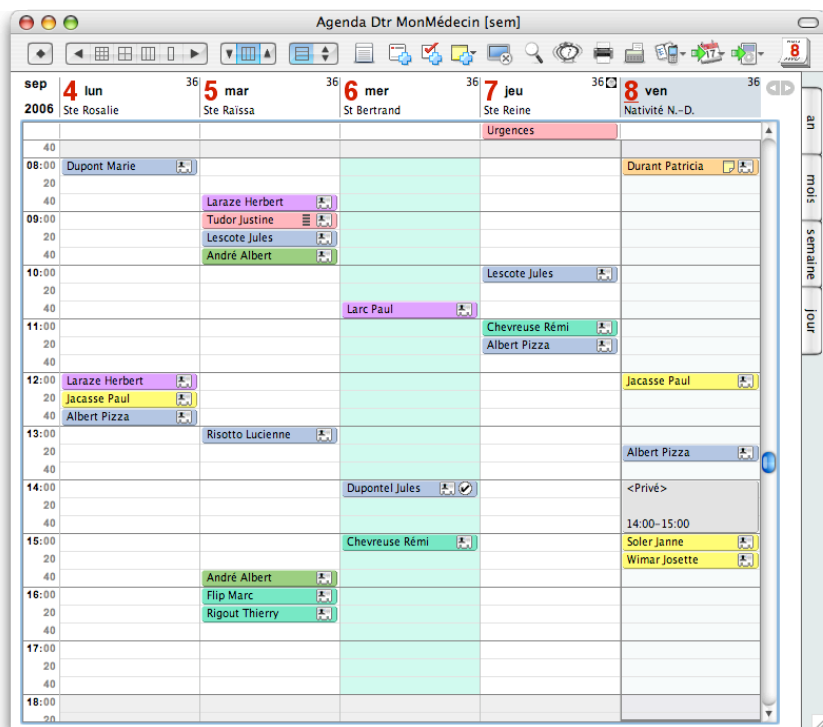 Agenda Dtr MonMédecin [sem]
17
8
sep
2006
4 lun 36
Ste Rosalie
5 mar 36
Ste Raïssa
6 mer 36
St Bertrand
7 jeu 36
Ste Reine
8 ven 36
Nativité N.-D.
an
mois
semaine
jour
Urgences
40
08:00 Dupont Marie Durant Patricia
20
40 Laraze Herbert
09:00 Tudor Justine
20 Lescote Jules
40 André Albert
10:00 Lescote Jules
20
40 Larc Paul
11:00 Chevreuse Rémi
20 Albert Pizza
40
12:00 Laraze Herbert Jacasse Paul
20 Jacasse Paul
40 Albert Pizza
13:00 Risotto Lucienne
20 Albert Pizza
40
14:00 Dupontel Jules <Privé>
20
40 14:00-15:00
15:00 Chevreuse Rémi Soler Janne
20 Wimar Josette
40 André Albert
16:00 Flip Marc
20 Rigout Thierry
40
17:00
20
40
18:00
20